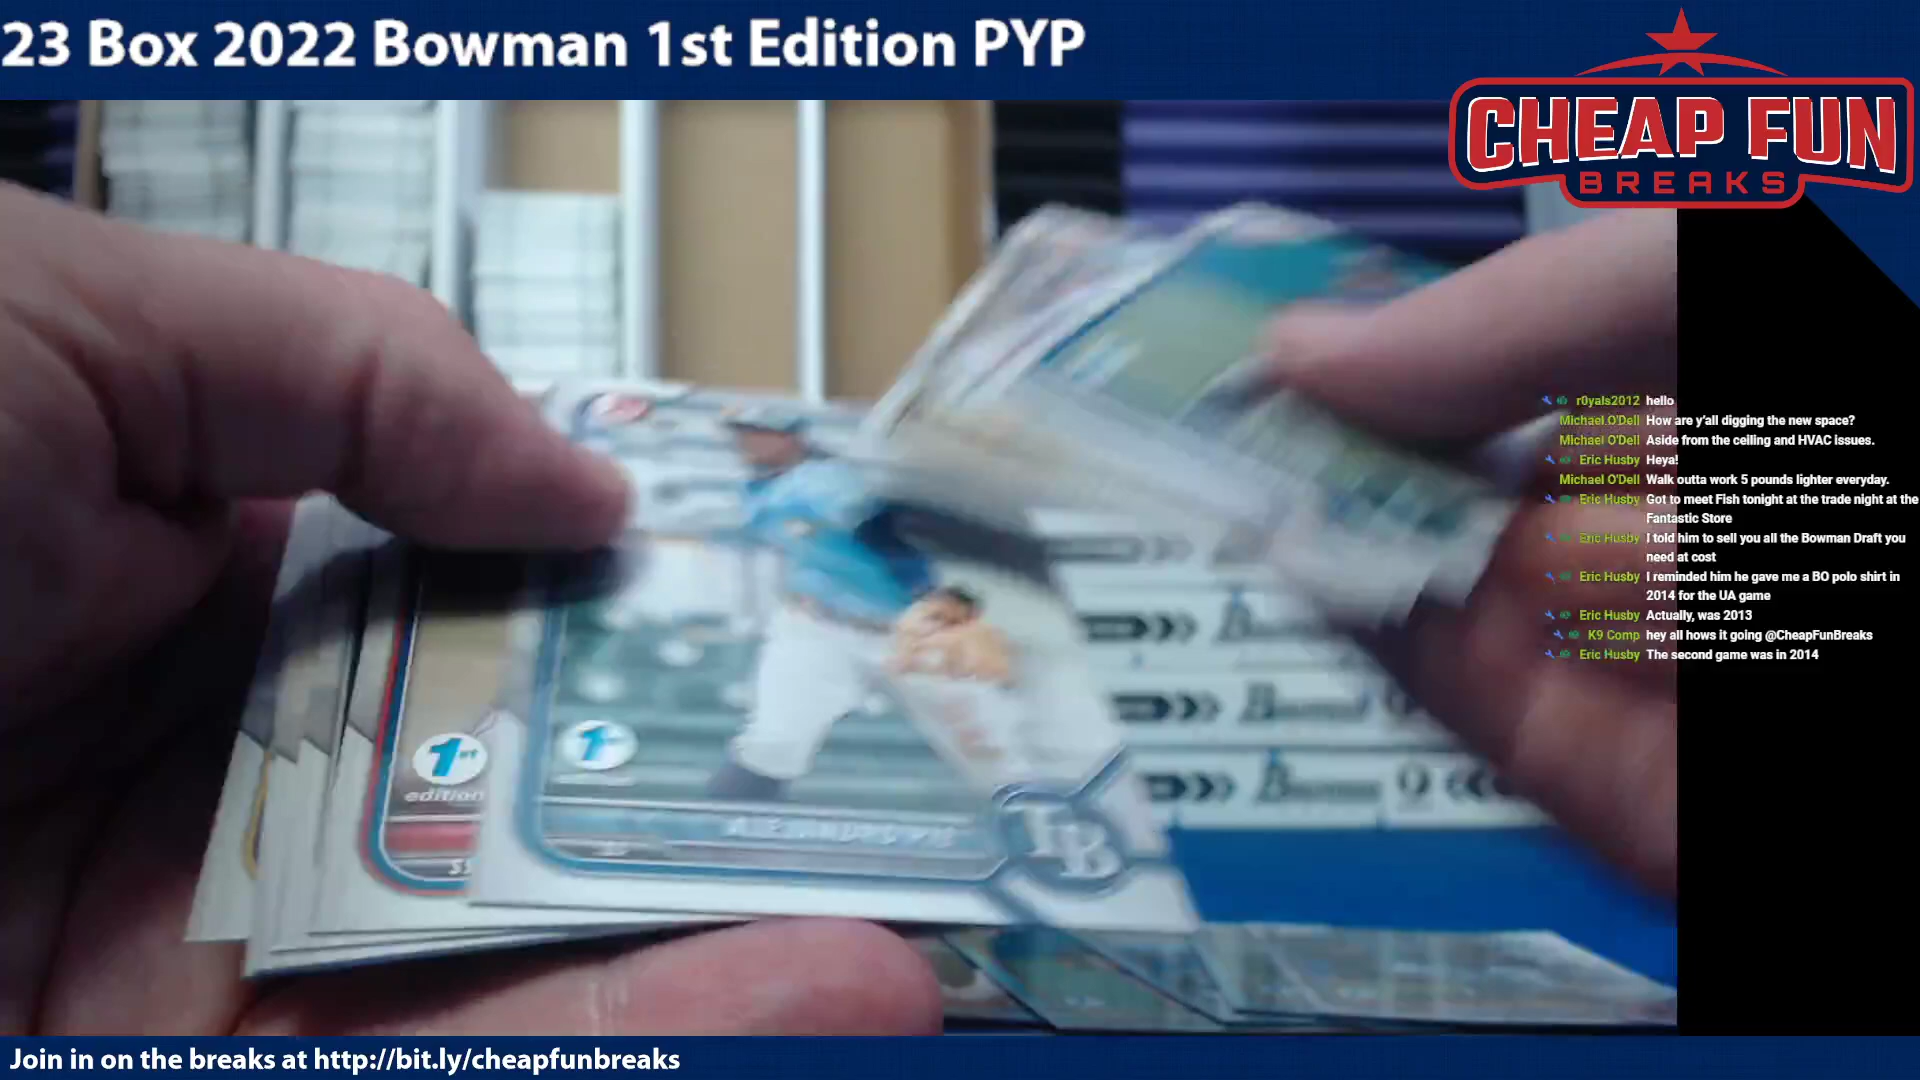 23 Box 2022 Bowman 1st Edition PYP
CHEAP FUN
BREAKS
r0yals2012 hello
Michael O'Dell How are y'all digging the new space?
Michael O'Dell Aside from the ceiling and HVAC issues.
Eric Husby Heya!
Michael O'Dell Walk outta work 5 pounds lighter everyday.
Eric Husby Got to meet Fish tonight at the trade night at the
Fantastic Store
Eric Husby I told him to sell you all the Bowman Draft you
need at cost
Eric Husby I reminded him he gave me a BO polo shirt in
2014 for the UA game
Eric Husby Actually, was 2013
K9 Comp hey all hows it going @CheapFunBreaks
Eric Husby The second game was in 2014
1st
edition
1st
TB
Join in on the breaks at http://bit.ly/cheapfunbreaks